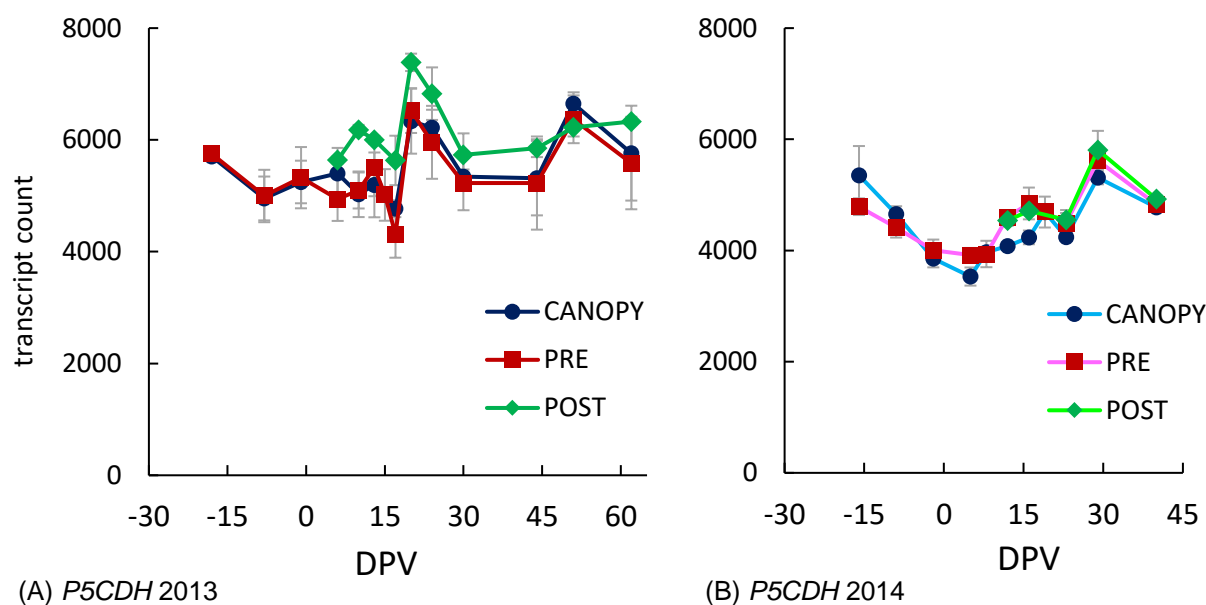 transcript count
8000
6000
4000
2000
0
-30 -15 0 15 30 45 60
DPV
CANOPY
PRE
POST
(A) P5CDH 2013
8000
6000
4000
2000
0
-30 -15 0 15 30 45
DPV
CANOPY
PRE
POST
(B) P5CDH 2014